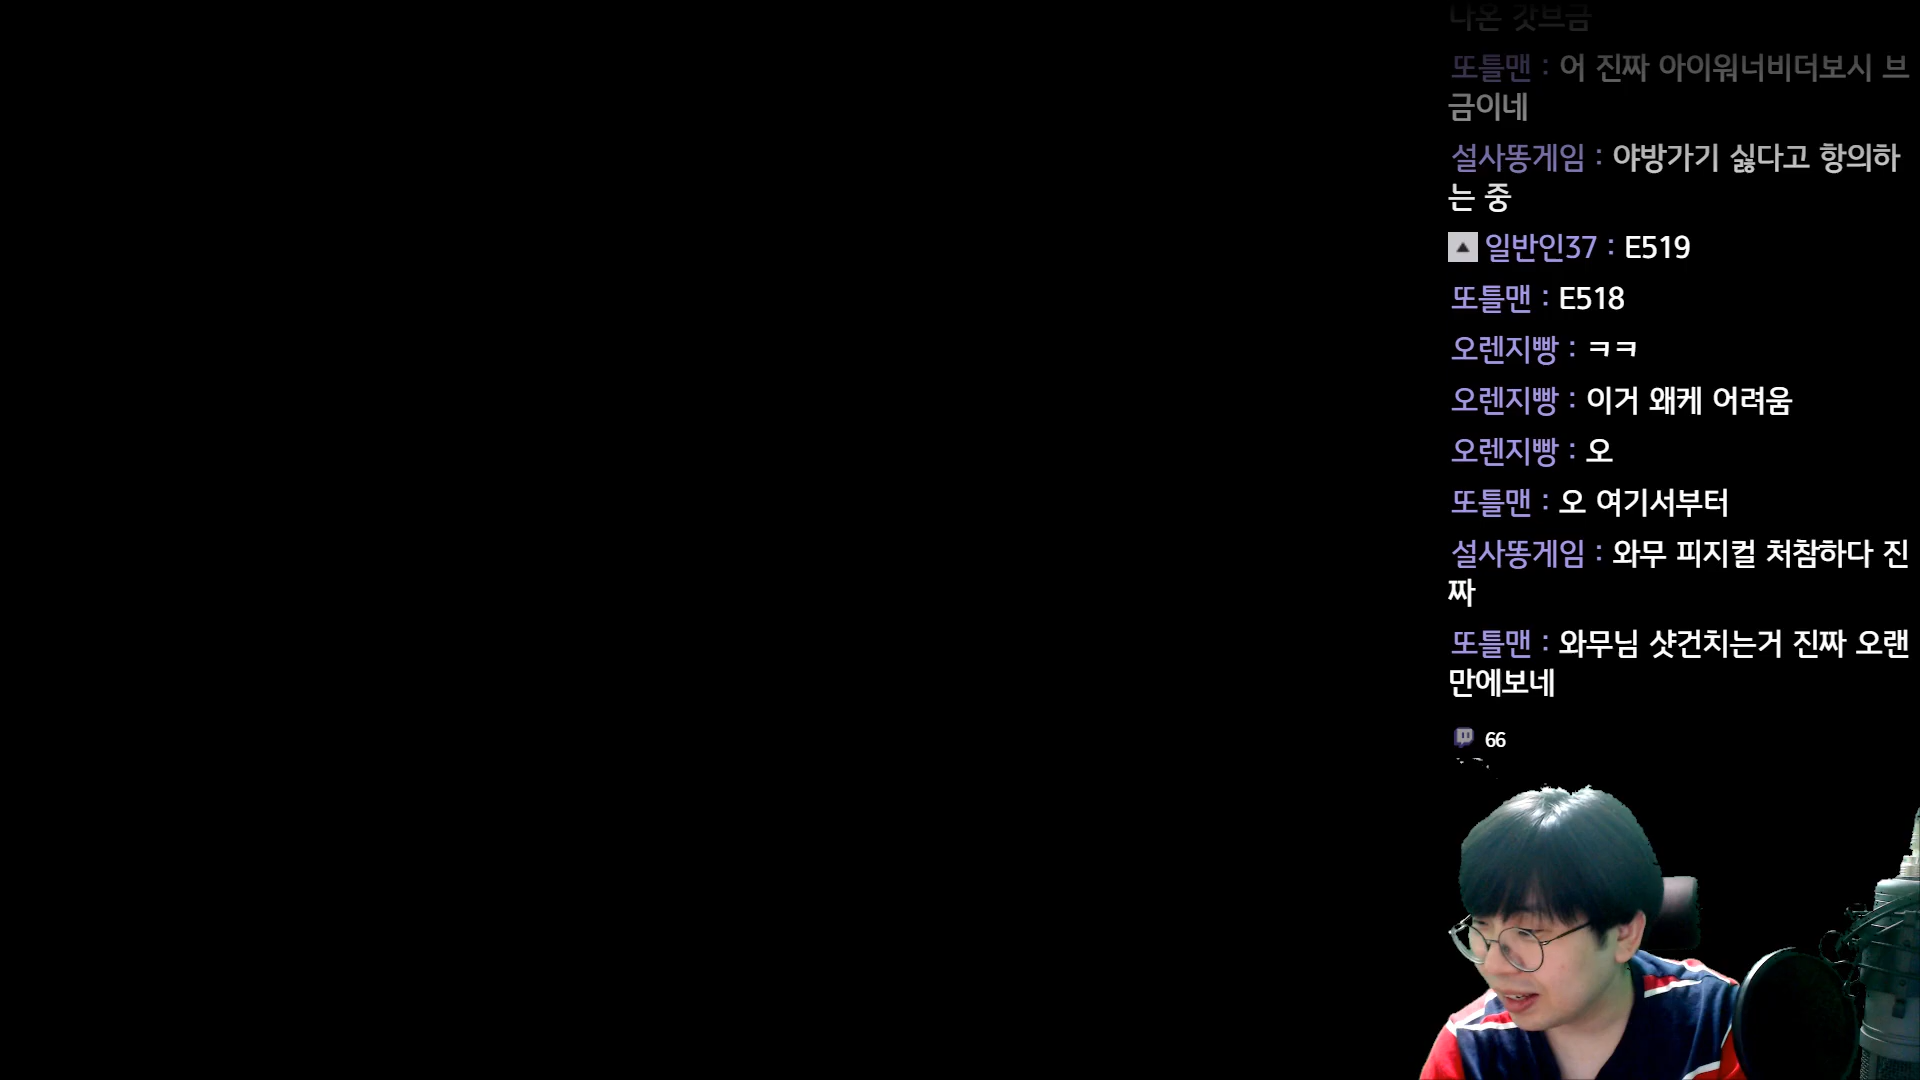 나온 갓브금
또틀맨 : 어 진짜 아이워너비더보시 브
금이네
설사똥게임 : 야방가기 싫다고 항의하
는 중
일반인37 : E519
또틀맨 : E518
오렌지빵 : ㅋㅋ
오렌지빵 : 이거 왜케 어려움
오렌지빵 : 오
또틀맨 : 오 여기서부터
설사똥게임 : 와무 피지컬 처참하다 진
짜
또틀맨 : 와무님 샷건치는거 진짜 오랜
만에보네
66